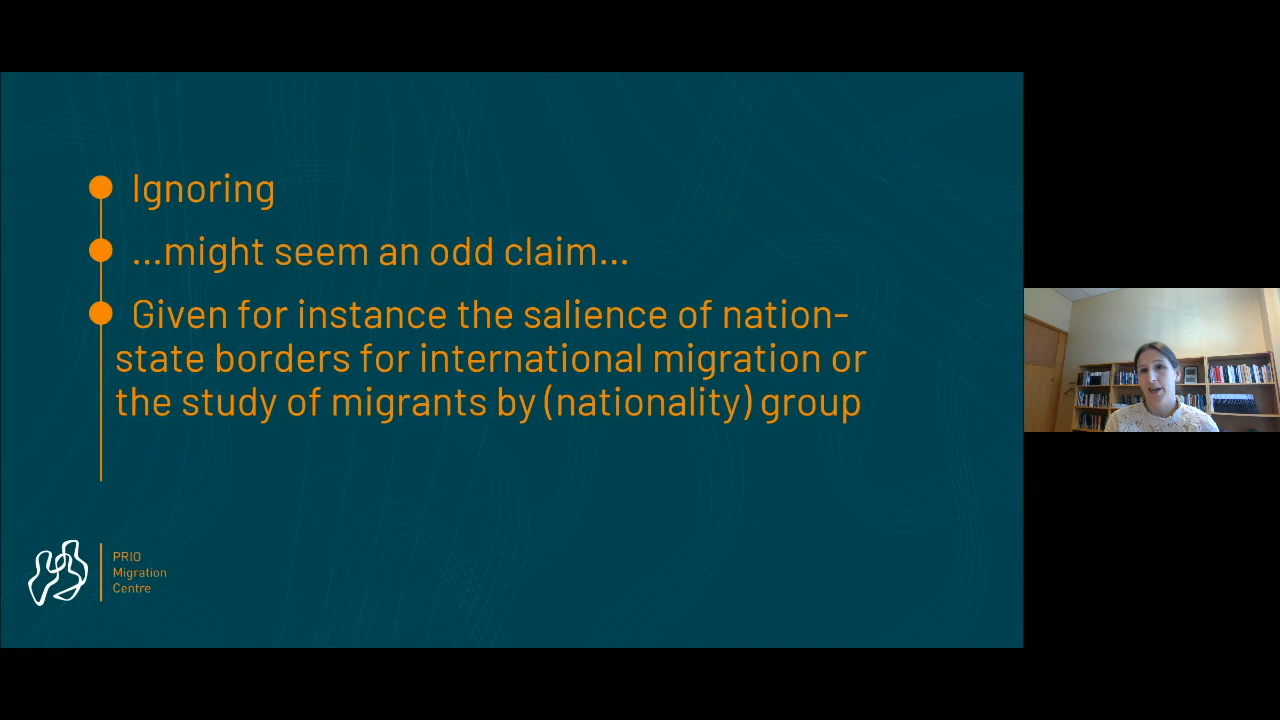 Ignoring
...might seem an odd claim...
Given for instance the salience of nation-
state borders for international migration or
the study of migrants by (nationality) group
PRIO
Migration
Centre